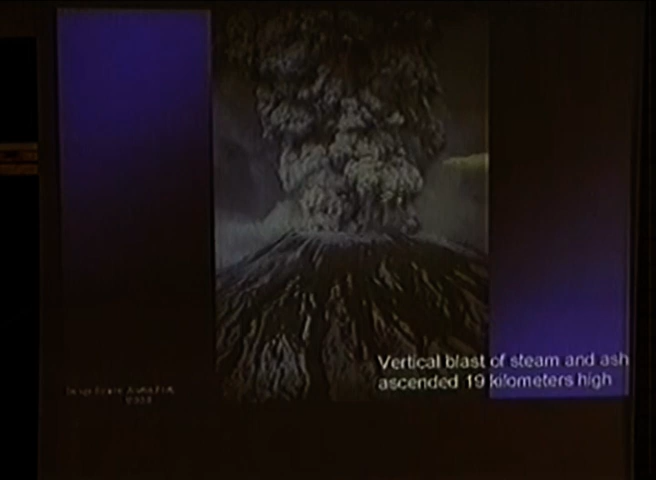 Vertical blast of steam and ash
ascended 19 kilometers high